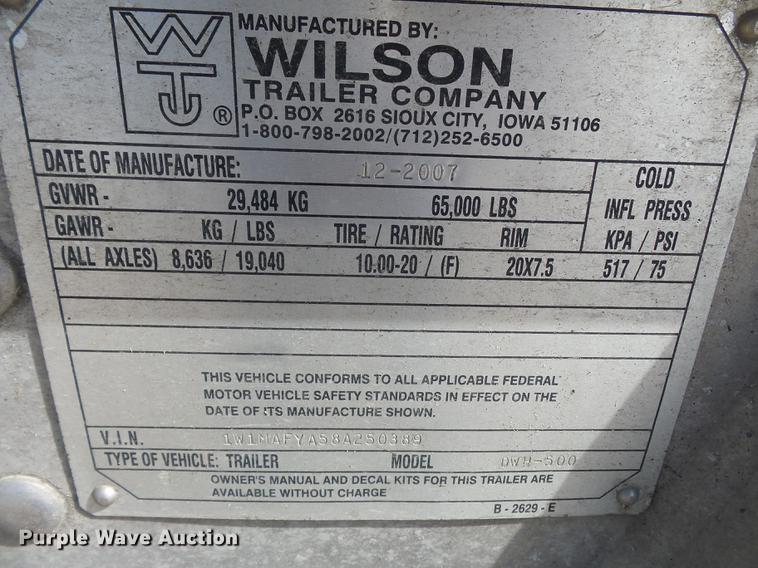 WTJ ®
MANUFACTURED BY:
WILSON
TRAILER COMPANY
P.O. BOX 2616 SIOUX CITY, IOWA 51106
1-800-798-2002/(712)252-6500
DATE OF MANUFACTURE: 12-2007
COLD
GVWR - 29,484 KG 65,000 LBS INFL PRESS
GAWR - KG / LBS TIRE / RATING RIM KPA / PSI
(ALL AXLES) 8,636 / 19,040 10.00-20 / (F) 20X7.5 517 / 75
THIS VEHICLE CONFORMS TO ALL APPLICABLE FEDERAL
MOTOR VEHICLE SAFETY STANDARDS IN EFFECT ON THE
DATE OF ITS MANUFACTURE SHOWN.
V.I.N. 1W1MAFYA58A250389
TYPE OF VEHICLE: TRAILER MODEL DWH-500
OWNER'S MANUAL AND DECAL KITS FOR THIS TRAILER ARE
AVAILABLE WITHOUT CHARGE
B - 2629 - E
Purple Wave Auction